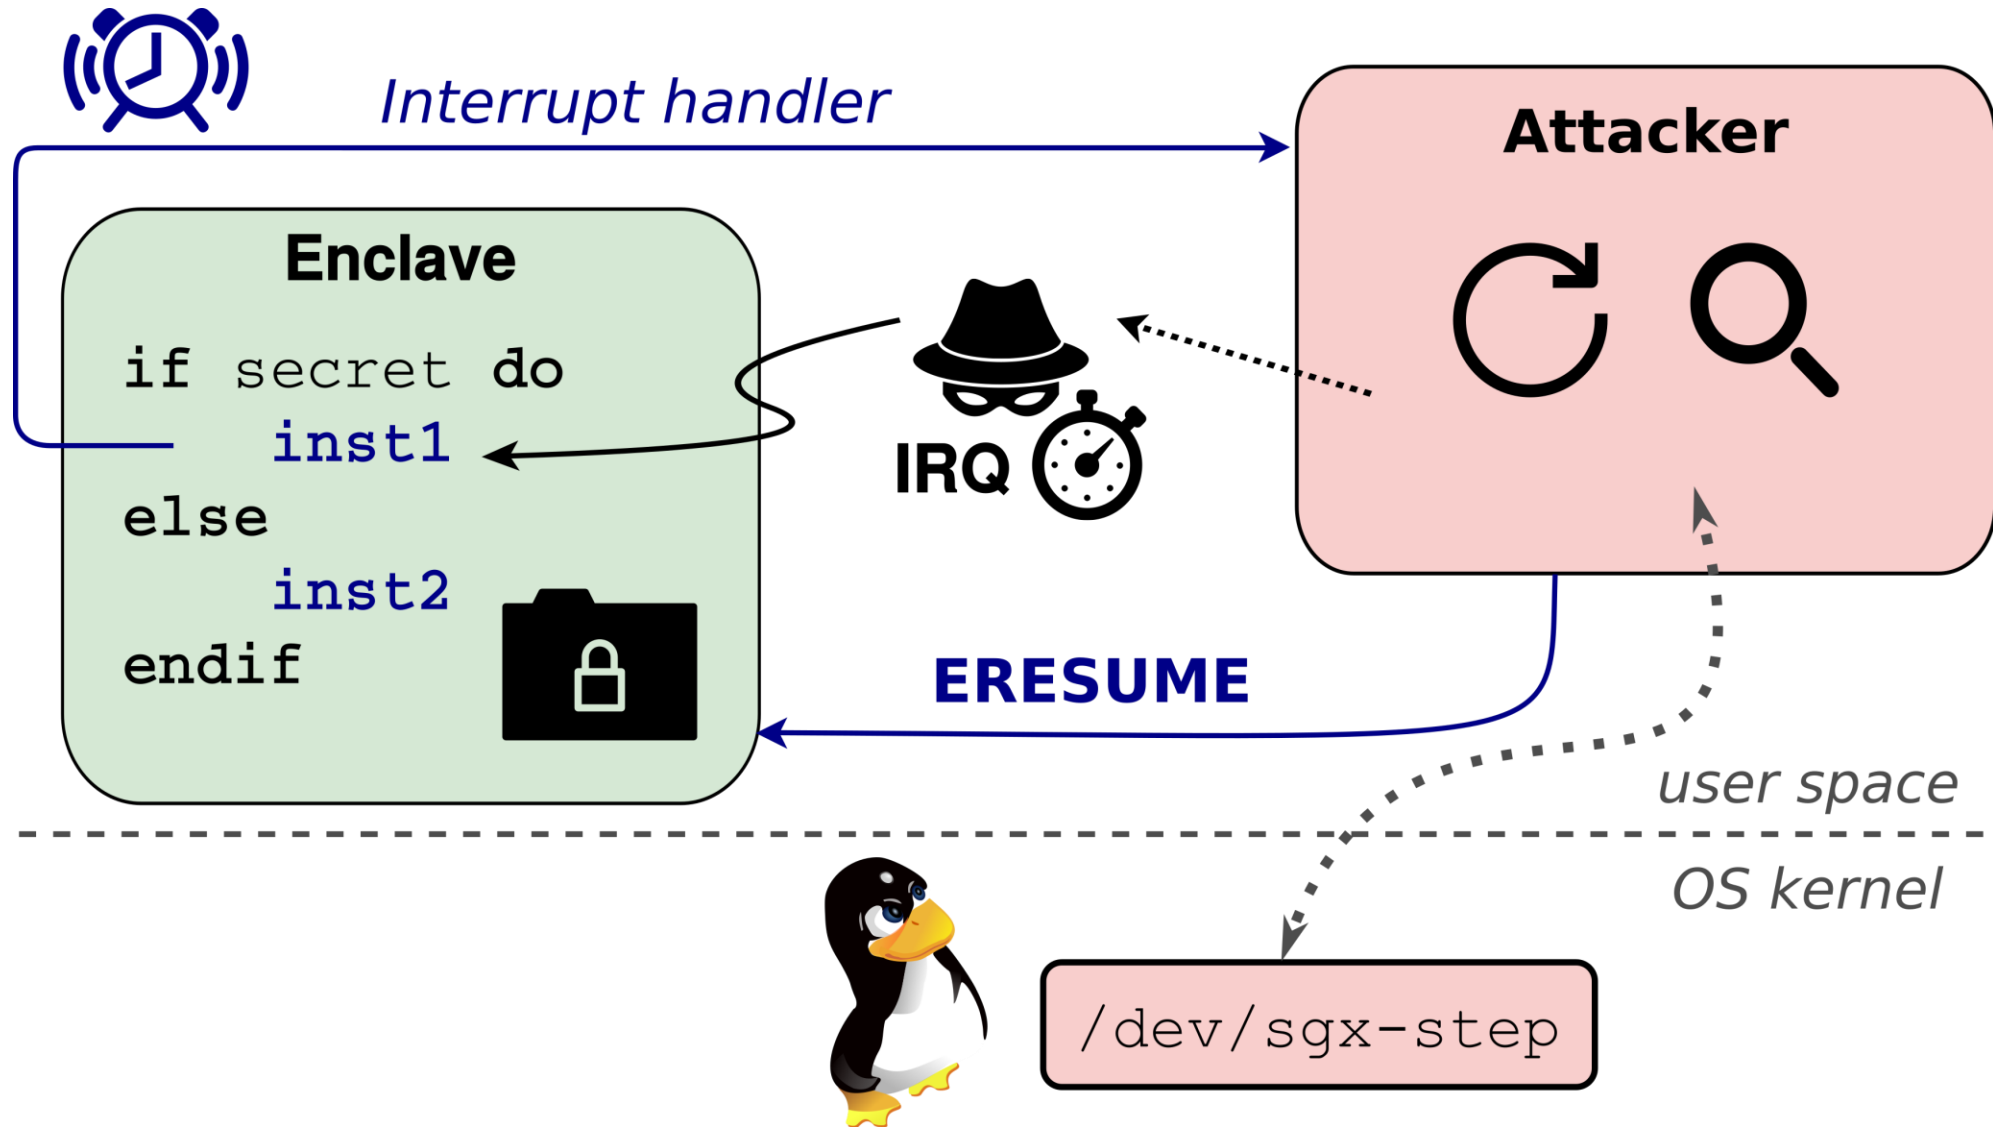 Interrupt handler
Attacker
Enclave
if secret do
inst1
else
inst2
endif
IRQ
ERESUME
user space
OS kernel
/dev/sgx-step